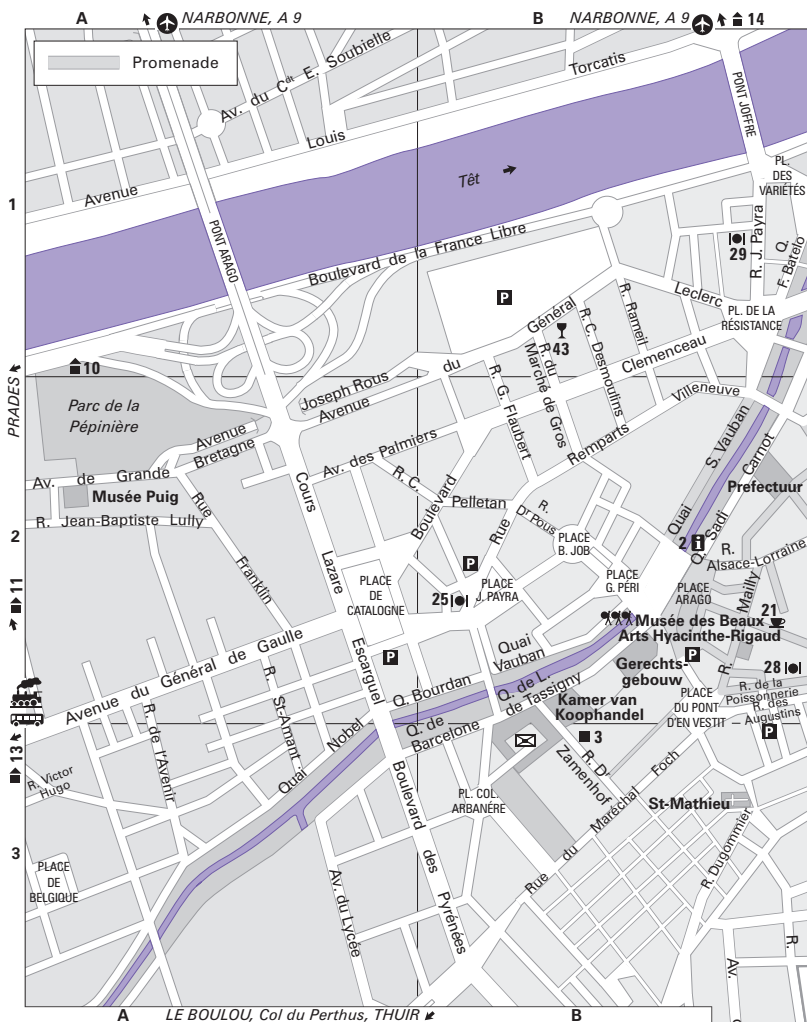 A
NARBONNE, A 9
B
NARBONNE, A 9
14
Promenade
Av. du Cdt E. Soubielle
Torcatis
Louis
Avenue
PONT JOFFRE
PL.
DES
VARIÉTÉS
Têt
1
PONT ARAGO
Boulevard de la France Libre
R. J. Payra
Q.
F. Batelo
29
Leclerc
PL. DE LA
RÉSISTANCE
P
Général
R. Rameil
R. C. Desmoulins
43
R. du
Marché de Gros
Clemenceau
du
10
PRADES
Joseph Rous
Avenue
R. G. Flaubert
Villeneuve
Parc de la
Pépinière
Avenue
Bretagne
Av. des Palmiers
Remparts
S. Vauban
Carnot
Av. de Grande
Musée Puig
R. Jean-Baptiste Lully
Rue
Franklin
Cours
Lazare
Escarguel
R. C.
Pelletan
Boulevard
Rue
R.
Dr Pous
Prefectuur
Quai
Q. Sadi
2
2
i
R.
Alsace-Lorraine
PLACE
B. JOB
PLACE
G. PÉRI
PLACE
ARAGO
Mailly
R.
11
PLACE
DE
CATALOGNE
P
25
PLACE
J. PAYRA
21
Musée des Beaux
Arts Hyacinthe-Rigaud
Quai
Vauban
Gerechts-
gebouw
P
28
Avenue du Général de Gaulle
P
R.
St-Amant
Q. Bourdan
Q. de L.
de Tassigny
PLACE
DU PONT
D'EN VESTIT
R. de la
Poissonnerie
R. des
Augustins
P
Kamer van
Koophandel
3
R. de l'Avenir
Quai Nobel
Q. de
Barcelone
13
R. Victor
Hugo
R. Dr
Zamenhof
Foch
PL. COL.
ARBANÉRE
St-Mathieu
Boulevard
des
Pyrénées
3
PLACE
DE
BELGIQUE
Av. du Lycée
Rue du Maréchal
R. Dugommier
R.
Av.
A
LE BOULOU, Col du Perthus, THUIR
B